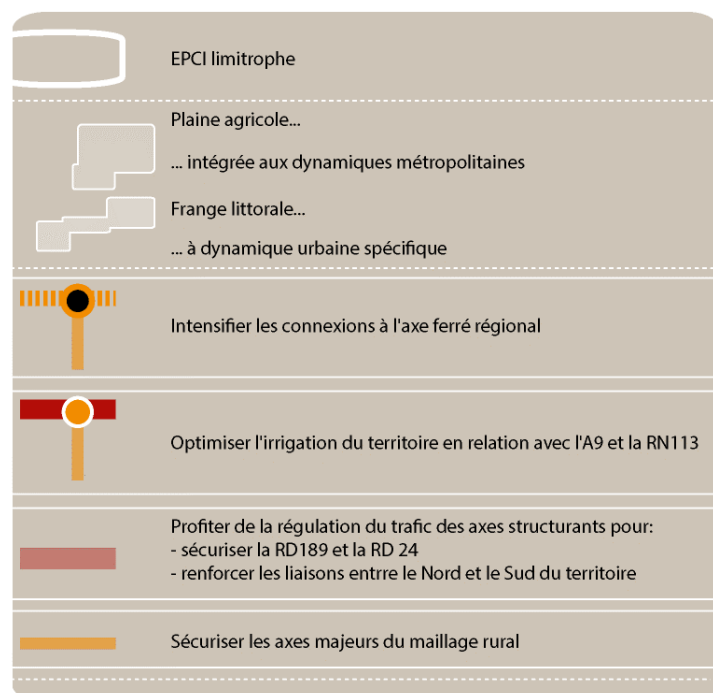 EPCI limitrophe
Plaine agricole...
... intégrée aux dynamiques métropolitaines
Frange littorale...
... à dynamique urbaine spécifique
Intensifier les connexions à l'axe ferré régional
Optimiser l'irrigation du territoire en relation avec l'A9 et la RN113
Profiter de la régulation du trafic des axes structurants pour:
- sécuriser la RD189 et la RD 24
- renforcer les liaisons entrre le Nord et le Sud du territoire
Sécuriser les axes majeurs du maillage rural